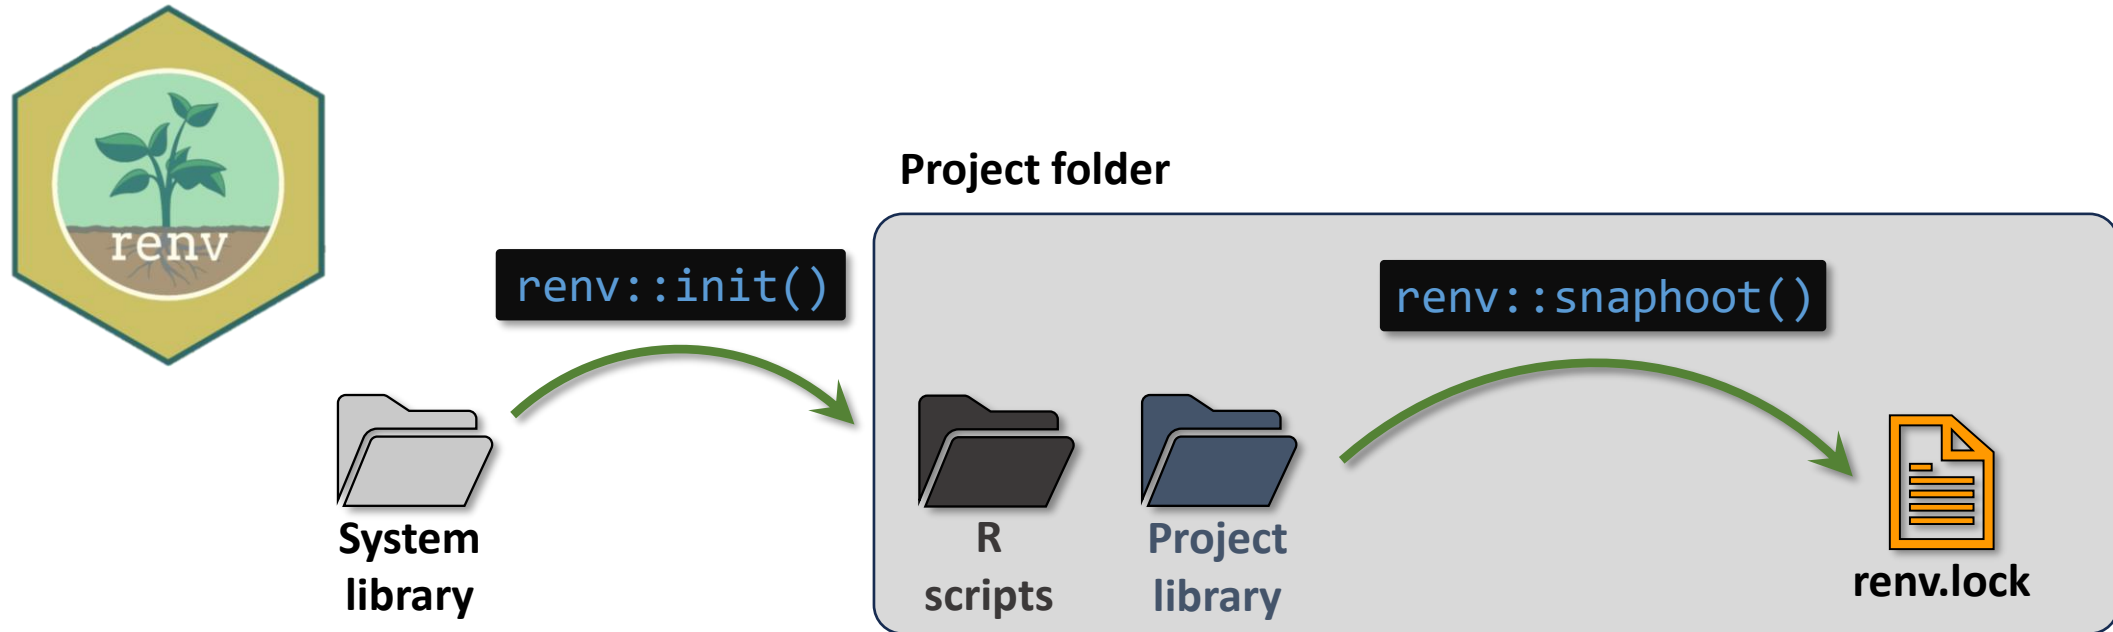 renv
Project folder
renv::init()
renv::snaphoot()
System
library
R
scripts
Project
library
renv.lock